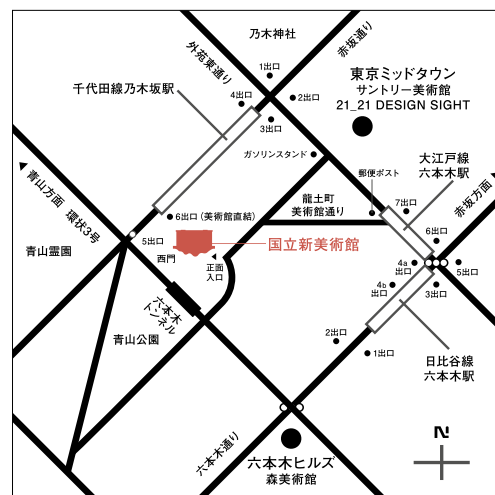 乃木神社
外苑東通り
赤坂通り
1出口
東京ミッドタウン
サントリー美術館
21_21 DESIGN SIGHT
千代田線乃木坂駅
4出口
2出口
3出口
ガソリンスタンド
郵便ポスト
大江戸線
六本木駅
青山方面 環状3号
龍土町
美術館通り
7出口
赤坂方面
6出口(美術館直結)
5出口
国立新美術館
6出口
青山霊園
西門
正面
入口
4a
出口
5出口
4b
出口
3出口
六本木
トンネル
青山公園
2出口
1出口
日比谷線
六本木駅
N
六本木通り
六本木ヒルズ
森美術館